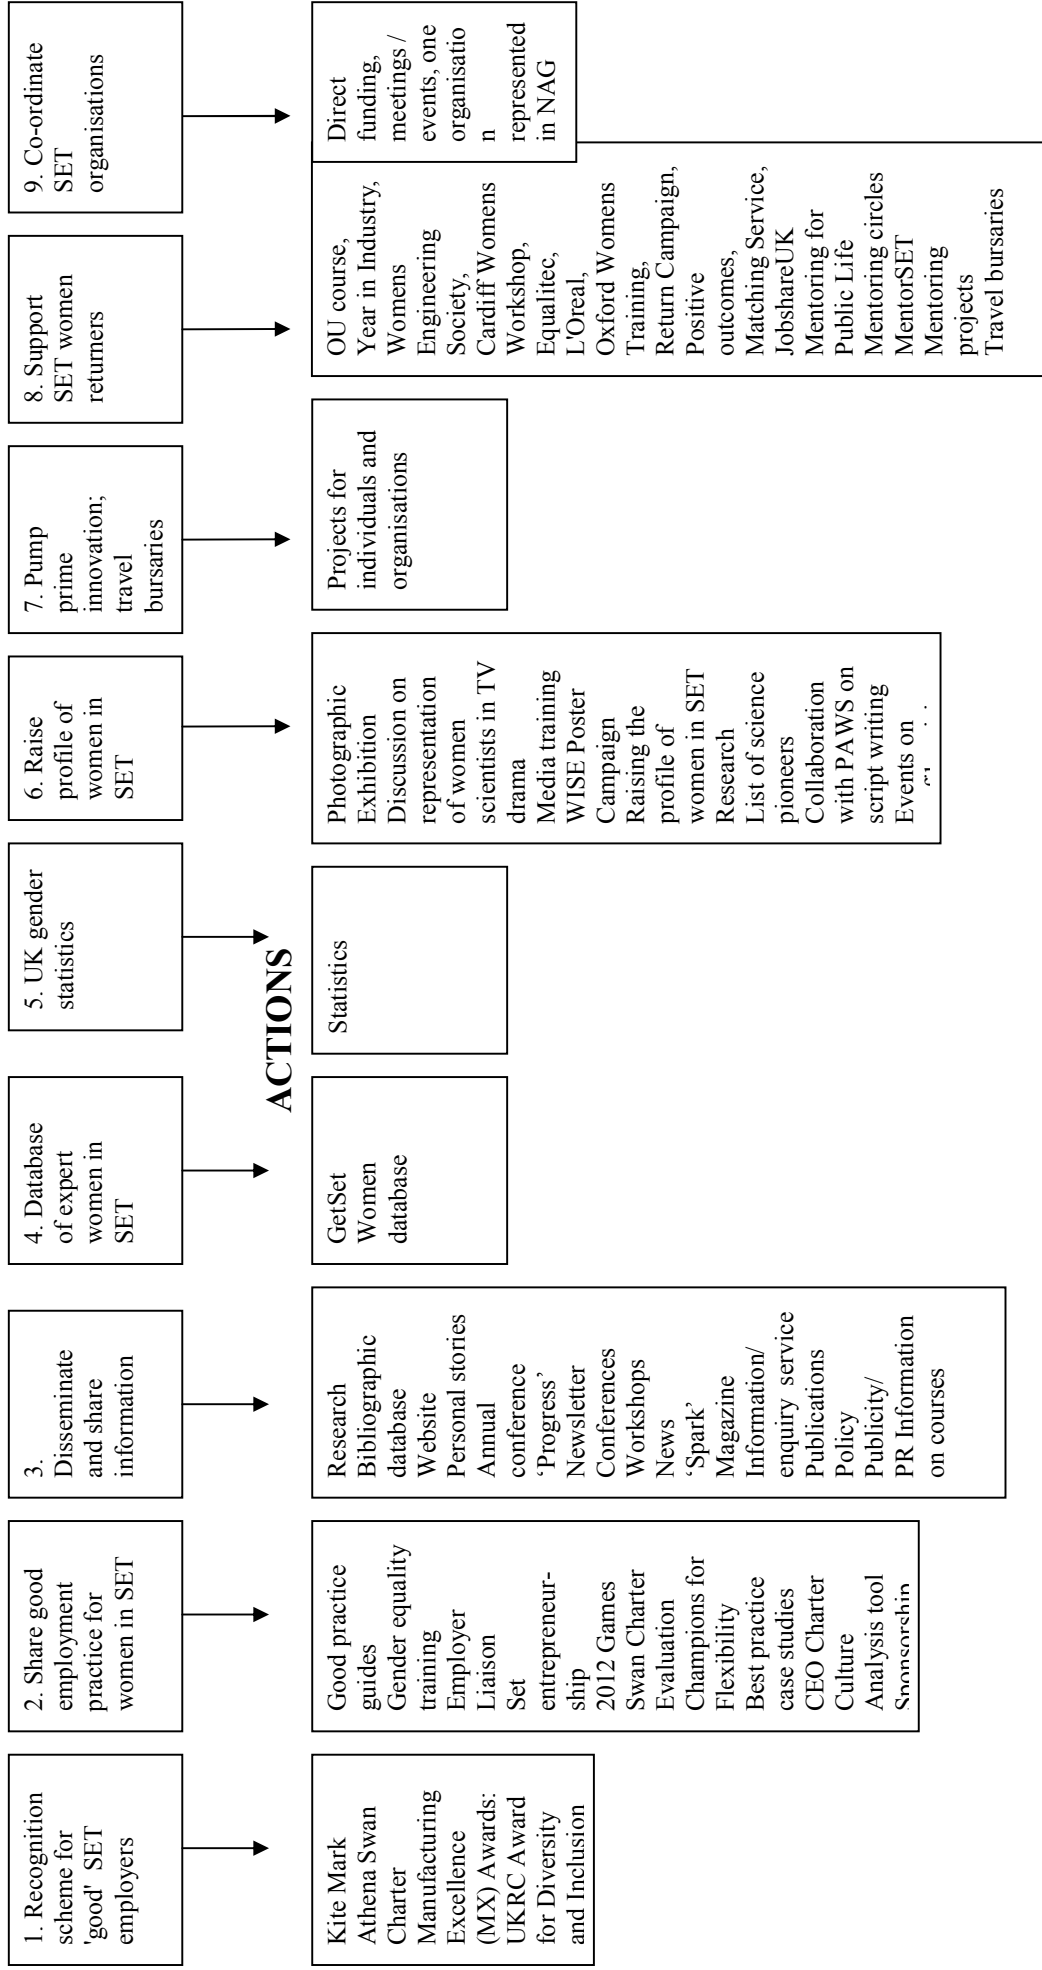 1. Recognition
scheme for
'good' SET
employers
2. Share good
employment
practice for
women in SET
3.
Disseminate
and share
information
4. Database
of expert
women in
SET
5. UK gender
statistics
6. Raise
profile of
women in
SET
7. Pump
prime
innovation;
travel
bursaries
8. Support
SET women
returners
9. Co-ordinate
SET
organisations
ACTIONS
Kite Mark
Athena Swan
Charter
Manufacturing
Excellence
(MX) Awards:
UKRC Award
for Diversity
and Inclusion
Good practice
guides
Gender equality
training
Employer
Liaison
Set
entrepreneur-
ship
2012 Games
Swan Charter
Evaluation
Champions for
Flexibility
Best practice
case studies
CEO Charter
Culture
Analysis tool
Sponsorship
Research
Bibliographic
database
Website
Personal stories
Annual
conference
‘Progress’
Newsletter
Conferences
Workshops
News
‘Spark’
Magazine
Information/
enquiry service
Publications
Policy
Publicity/
PR Information
on courses
GetSet
Women
database
Statistics
Photographic
Exhibition
Discussion on
representation
of women
scientists in TV
drama
Media training
WISE Poster
Campaign
Raising the
profile of
women in SET
Research
List of science
pioneers
Collaboration
with PAWS on
script writing
Events on
Projects for
individuals and
organisations
OU course,
Year in Industry,
Womens
Engineering
Society,
Cardiff Womens
Workshop,
Equalitec,
L'Oreal,
Oxford Womens
Training,
Return Campaign,
Positive
outcomes,
Matching Service,
JobshareUK
Mentoring for
Public Life
Mentoring circles
MentorSET
Mentoring
projects
Travel bursaries
Direct
funding,
meetings /
events, one
organisatio
n
represented
in NAG